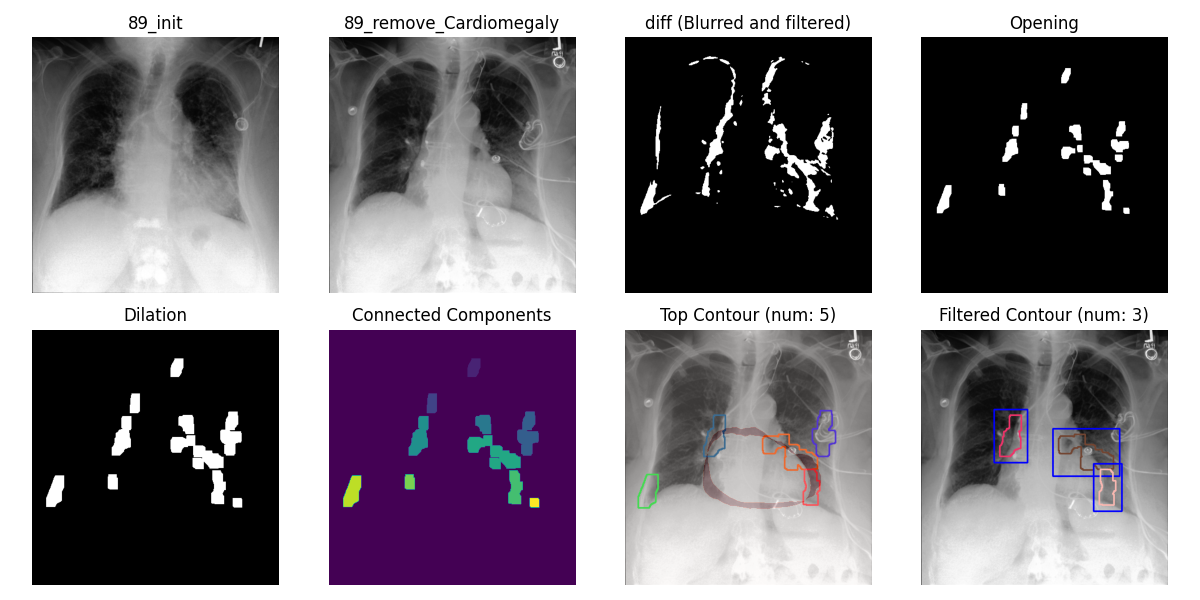 89_init
89_remove_Cardiomegaly
diff (Blurred and filtered)
Opening
Dilation
Connected Components
Top Contour (num: 5)
Filtered Contour (num: 3)